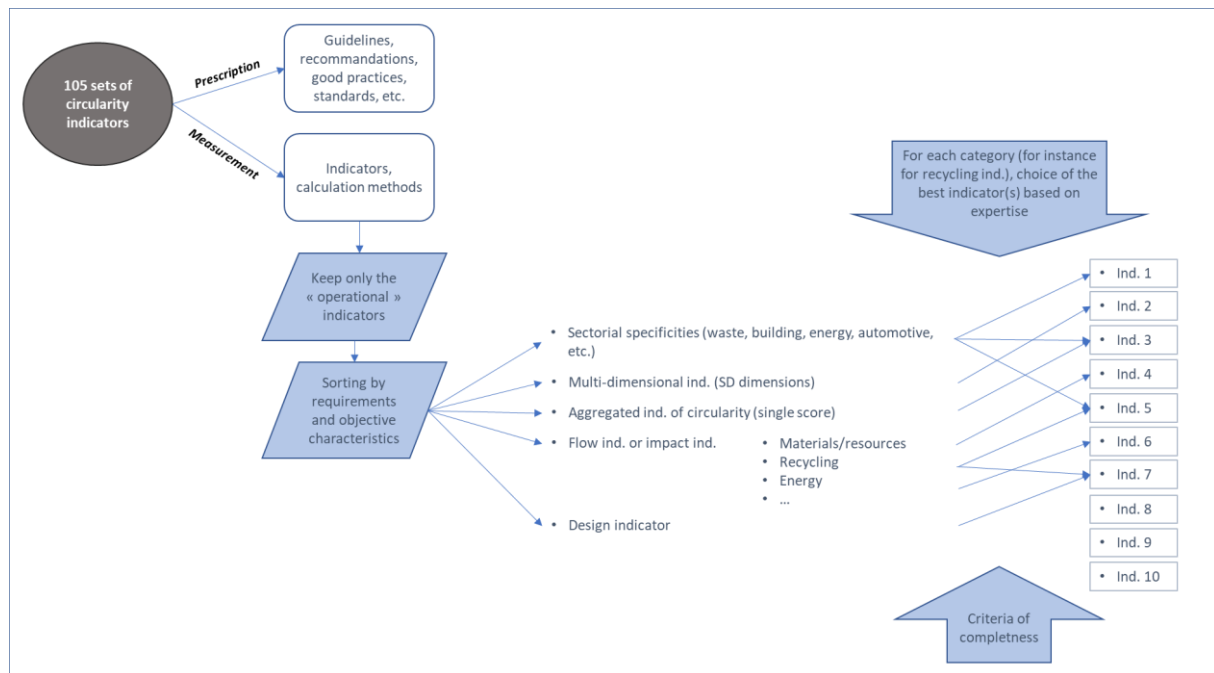 105 sets of
circularity
indicators
Prescription
Measurement
Guidelines,
recommandations,
good practices,
standards, etc.
Indicators,
calculation methods
Keep only the
« operational »
indicators
Sorting by
requirements
and objective
characteristics
• Sectorial specificities (waste, building, energy, automotive,
etc.)
• Multi-dimensional ind. (SD dimensions)
• Aggregated ind. of circularity (single score)
• Flow ind. or impact ind.
• Materials/resources
• Recycling
• Energy
• ...
• Design indicator
For each category (for instance
for recycling ind.), choice of the
best indicator(s) based on
expertise
• Ind. 1
• Ind. 2
• Ind. 3
• Ind. 4
• Ind. 5
• Ind. 6
• Ind. 7
• Ind. 8
• Ind. 9
• Ind. 10
Criteria of
completness